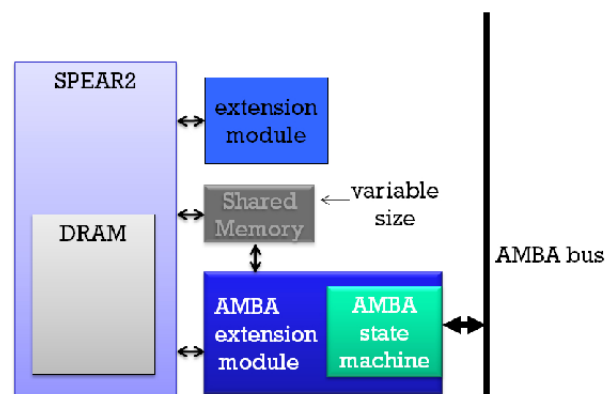 SPEAR2
extension
module
Shared
Memory
variable
size
DRAM
AMBA bus
AMBA
extension
module
AMBA
state
machine